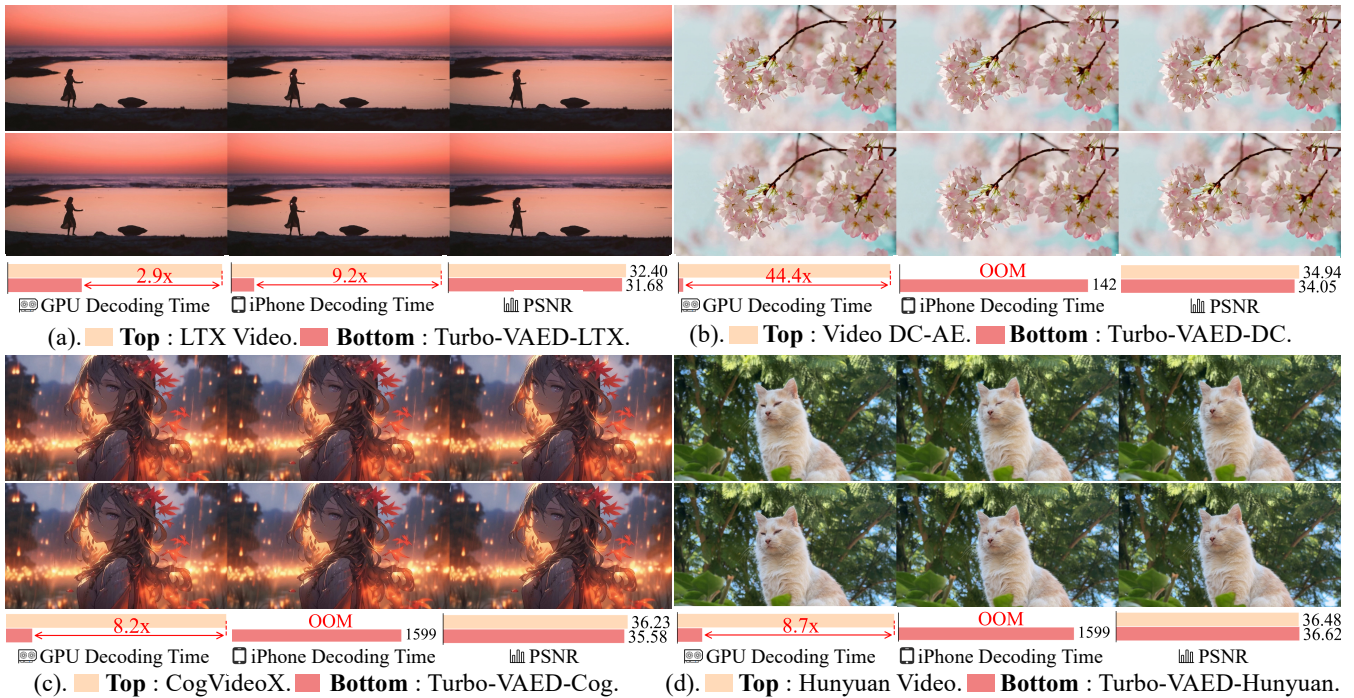 2.9x 9.2x 32.40
31.68
GPU Decoding Time iPhone Decoding Time PSNR
(a). Top : LTX Video. Bottom : Turbo-VAED-LTX.
44.4x OOM 34.94
142 34.05
GPU Decoding Time iPhone Decoding Time PSNR
(b). Top : Video DC-AE. Bottom : Turbo-VAED-DC.
8.2x OOM 36.23
1599 35.58
GPU Decoding Time iPhone Decoding Time PSNR
(c). Top : CogVideoX. Bottom : Turbo-VAED-Cog.
8.7x OOM 36.48
1599 36.62
GPU Decoding Time iPhone Decoding Time PSNR
(d). Top : Hunyuan Video. Bottom : Turbo-VAED-Hunyuan.